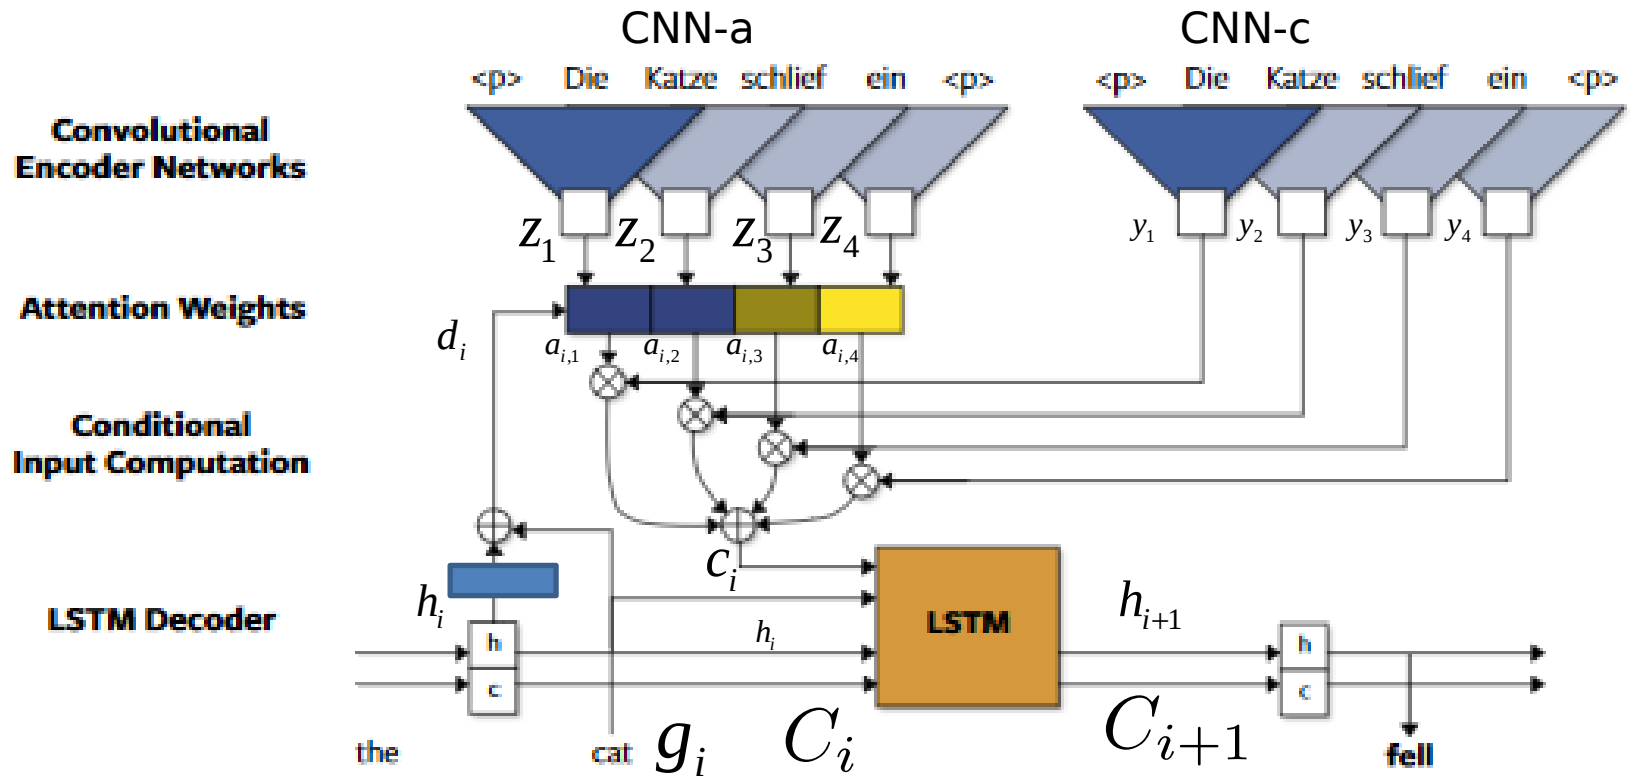 CNN-a CNN-c
<p> Die Katze schlief ein <p> <p> Die Katze schlief ein <p>
Convolutional
Encoder Networks
z1 z2 z3 z4 y1 y2 y3 y4
Attention Weights
di ai,1 ai,2 ai,3 ai,4
Conditional
Input Computation
ci
hi LSTM Decoder LSTM hi+1
h hi h
c c
the cat gi Ci Ci+1 fell